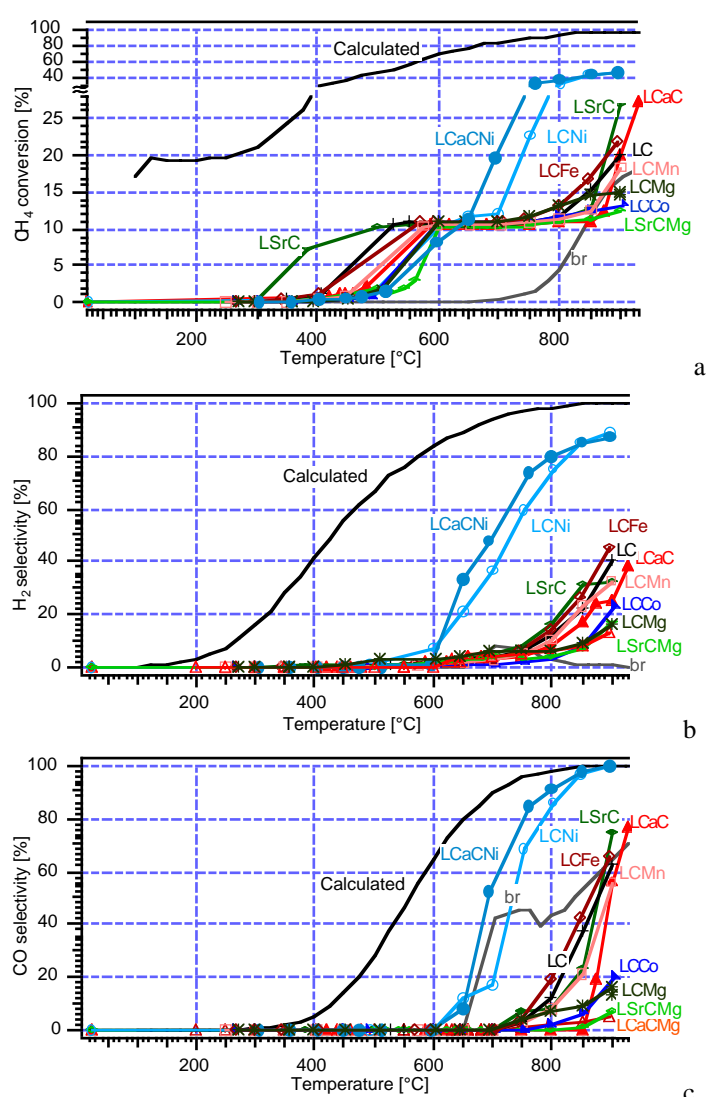 100
80
60
40
25
20
15
10
5
0
CH4 conversion [%]
Calculated
LCaCNi
LCNi
LSrC
LCaC
LC
LCFe
LCMn
LCMg
LCCo
LSrCMg
LSrC
br
200 400 600 800
Temperature [°C]
a
100
80
60
40
20
0
H2 selectivity [%]
Calculated
LCaCNi
LCNi
LCFe
LC
LCaC
LSrC
LCMn
LCCo
LCMg
LSrCMg
br
200 400 600 800
Temperature [°C]
b
100
80
60
40
20
0
CO selectivity [%]
Calculated
LCaCNi
LCNi
br
LSrC
LCaC
LCFe
LCMn
LC
LCCo
LCMg
LSrCMg
LCaCMg
200 400 600 800
Temperature [°C]
c